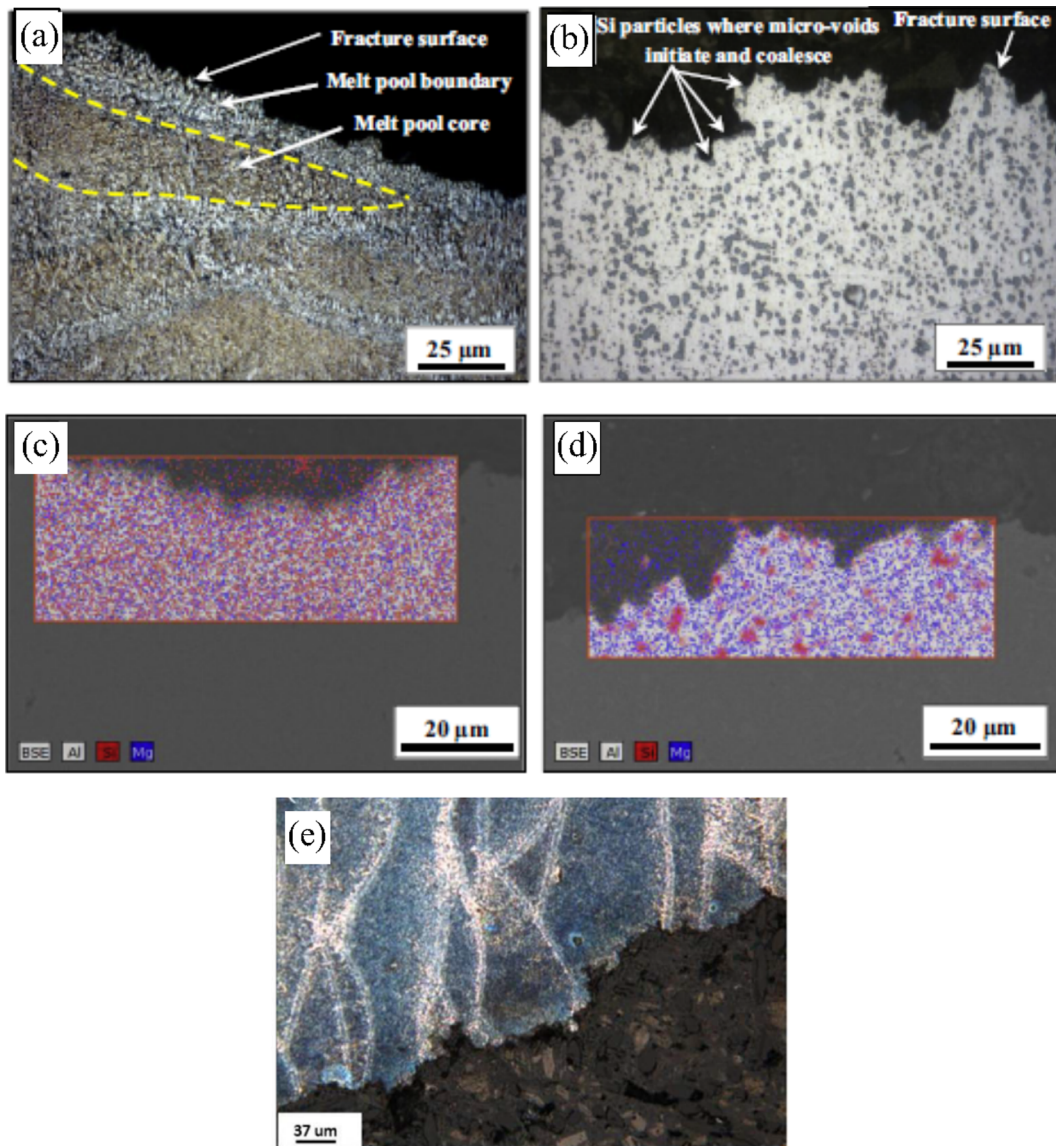 (a)
Fracture surface
Melt pool boundary
Melt pool core
25 μm
(b)
Si particles where micro-voids
initiate and coalesce
Fracture surface
25 μm
(c)
BSE Al Si Mg
20 μm
(d)
BSE Al Si Mg
20 μm
(e)
37 um